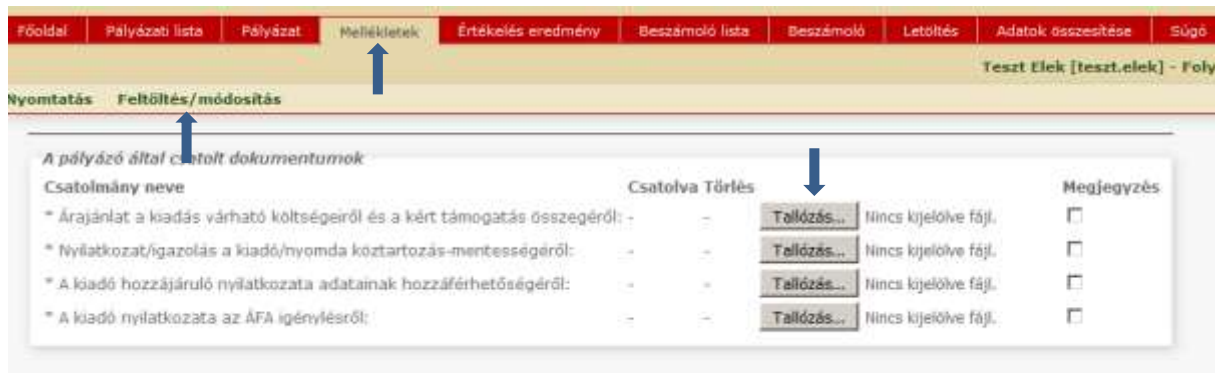 Főoldal Pályázati lista Pályázat Mellékletek Értékelés eredmény Beszámoló lista Beszámoló Letöltés Adatok összesítése Súgó
Teszt Elek [teszt.elek] - Foly
Nyomtatás Feltöltés/módosítás
A pályázó által csatolt dokumentumok
Csatolmány neve Csatolva Törlés Megjegyzés
* Árajánlat a kiadás várható költségeiről és a kért támogatás összegéről: - - Tallózás... Nincs kijelölve fájl.
* Nyilatkozat/igazolás a kiadó/nyomda köztartozás-mentességéről: - - Tallózás... Nincs kijelölve fájl.
* A kiadó hozzájáruló nyilatkozata adatainak hozzáférhetőségéről: - - Tallózás... Nincs kijelölve fájl.
* A kiadó nyilatkozata az ÁFA igénylésről: - - Tallózás... Nincs kijelölve fájl.